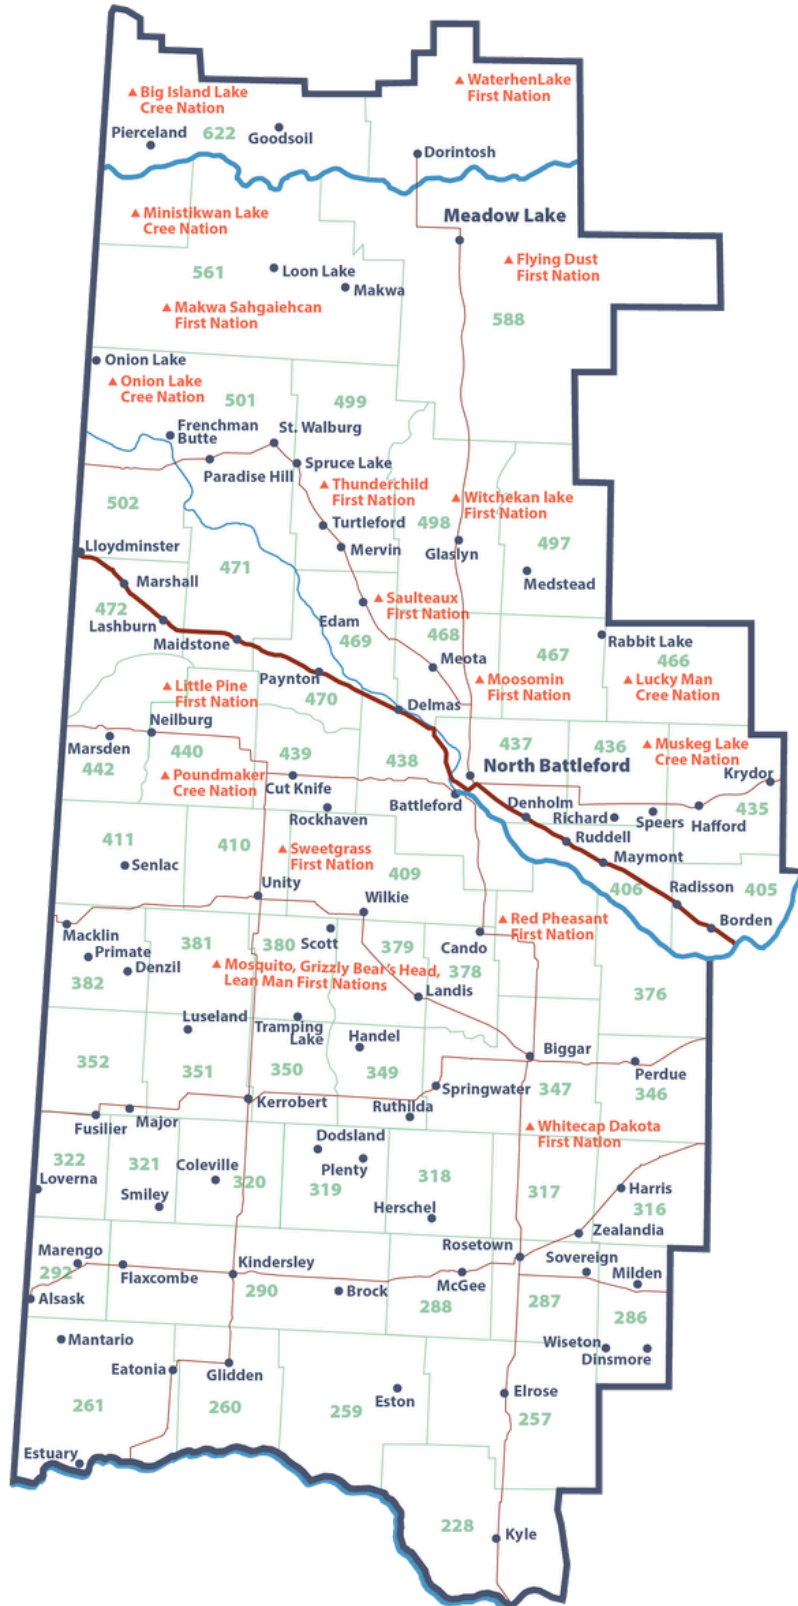 WaterhenLake
First Nation
Big Island Lake
Cree Nation
Pierceland
622
Goodsoil
Dorintosh
Ministikwan Lake
Cree Nation
Meadow Lake
Flying Dust
First Nation
561
Loon Lake
Makwa
Makwa Sahgaiehcan
First Nation
588
Onion Lake
Onion Lake
Cree Nation
501
499
Frenchman
Butte
St. Walburg
Spruce Lake
Paradise Hill
Thunderchild
First Nation
Witchekan lake
First Nation
502
Turtleford
498
Mervin
Glaslyn
497
Lloydminster
471
Medstead
Marshall
472
Lashburn
Saulteaux
First Nation
Edam
469
468
Maidstone
Rabbit Lake
467
466
Meota
Paynton
Little Pine
First Nation
470
Moosomin
First Nation
Lucky Man
Cree Nation
Delmas
Neilburg
Marsden
442
440
439
438
437
436
Muskeg Lake
Cree Nation
North Battleford
Krydor
Poundmaker
Cree Nation
Cut Knife
Battleford
Denholm
Richard
Speers
Hafford
435
Rockhaven
Ruddell
411
410
Sweetgrass
First Nation
Maymont
Senlac
409
Unity
Wilkie
406
405
Radisson
Borden
Red Pheasant
First Nation
Macklin
Primate
Denzil
382
381
380
Scott
379
Cando
378
Mosquito, Grizzly Bear's Head,
Lean Man First Nations
Landis
376
Luseland
Tramping
Lake
Handel
Biggar
352
351
350
349
Springwater
347
Perdue
346
Kerrobert
Ruthilda
Fusilier
Major
Whitecap Dakota
First Nation
Dodsland
322
321
Coleville
320
Plenty
319
318
317
Harris
316
Loverna
Smiley
Herschel
Zealandia
Marengo
292
Flaxcombe
Kindersley
Rosetown
Sovereign
Milden
290
Brock
McGee
288
287
286
Alsask
Mantario
Wiseton
Dinsmore
Eatonia
Glidden
Eston
Elrose
261
260
259
257
Estuary
228
Kyle